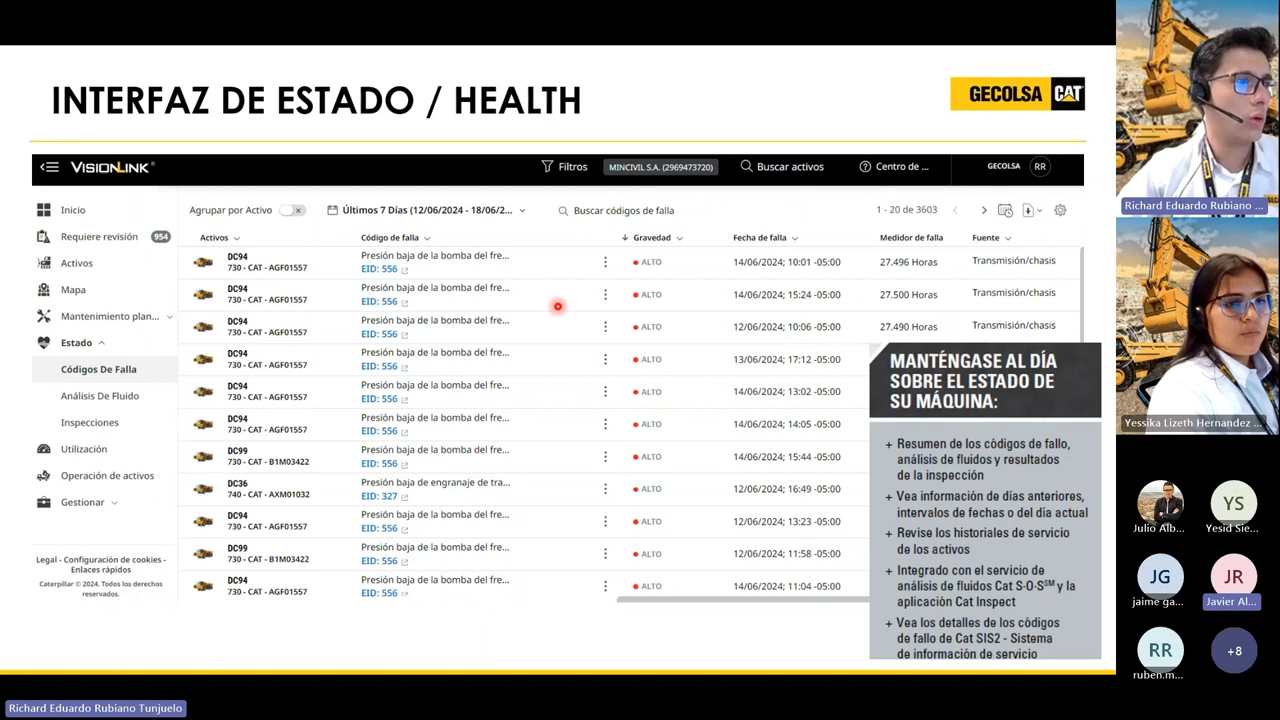 INTERFAZ DE ESTADO / HEALTH
GECOLSA CAT
VISIONLINK®
Filtros
MINCIVIL S.A. (2969473720)
Buscar activos
Centro de ...
GECOLSA
RR
Inicio
Requiere revisión 954
Activos
Mapa
Mantenimiento plan...
Estado
Códigos De Falla
Análisis De Fluido
Inspecciones
Utilización
Operación de activos
Gestionar
Legal - Configuración de cookies -
Enlaces rápidos
Caterpillar © 2024. Todos los derechos
reservados.
Agrupar por Activo
Últimos 7 Días (12/06/2024 - 18/06/2...
Buscar códigos de falla
1 - 20 de 3603
Activos Código de falla Gravedad Fecha de falla Medidor de falla Fuente
DC94 Presión baja de la bomba del fre...
730 - CAT - AGF01557 EID: 556 ALTO 14/06/2024; 10:01 -05:00 27.496 Horas Transmisión/chasis
DC94 Presión baja de la bomba del fre...
730 - CAT - AGF01557 EID: 556 ALTO 14/06/2024; 15:24 -05:00 27.500 Horas Transmisión/chasis
DC94 Presión baja de la bomba del fre...
730 - CAT - AGF01557 EID: 556 ALTO 12/06/2024; 10:06 -05:00 27.490 Horas Transmisión/chasis
DC94 Presión baja de la bomba del fre...
730 - CAT - AGF01557 EID: 556 ALTO 13/06/2024; 17:12 -05:00
DC94 Presión baja de la bomba del fre...
730 - CAT - AGF01557 EID: 556 ALTO 14/06/2024; 13:02 -05:00
DC94 Presión baja de la bomba del fre...
730 - CAT - AGF01557 EID: 556 ALTO 14/06/2024; 14:05 -05:00
DC99 Presión baja de la bomba del fre...
730 - CAT - B1M03422 EID: 556 ALTO 14/06/2024; 15:44 -05:00
DC36 Presión baja de engranaje de tra...
740 - CAT - AXM01032 EID: 327 ALTO 12/06/2024; 16:49 -05:00
DC94 Presión baja de la bomba del fre...
730 - CAT - AGF01557 EID: 556 ALTO 12/06/2024; 13:23 -05:00
DC99 Presión baja de la bomba del fre...
730 - CAT - B1M03422 EID: 556 ALTO 12/06/2024; 11:58 -05:00
DC94 Presión baja de la bomba del fre...
730 - CAT - AGF01557 EID: 556 ALTO 14/06/2024; 11:04 -05:00
MANTÉNGASE AL DÍA
SOBRE EL ESTADO DE
SU MÁQUINA:
+ Resumen de los códigos de fallo,
análisis de fluidos y resultados
de la inspección
+ Vea información de días anteriores,
intervalos de fechas o del día actual
+ Revise los historiales de servicio
de los activos
+ Integrado con el servicio de
análisis de fluidos Cat S·O·S℠ y la
aplicación Cat Inspect
+ Vea los detalles de los códigos
de fallo de Cat SIS2 - Sistema
de información de servicio
Richard Eduardo Rubiano ...
Yessika Lizeth Hernandez ...
Julio Alb...
YS
Yesid Sie...
JG
jaime ga...
JR
Javier Al...
RR
ruben.m...
+8
Richard Eduardo Rubiano Tunjuelo